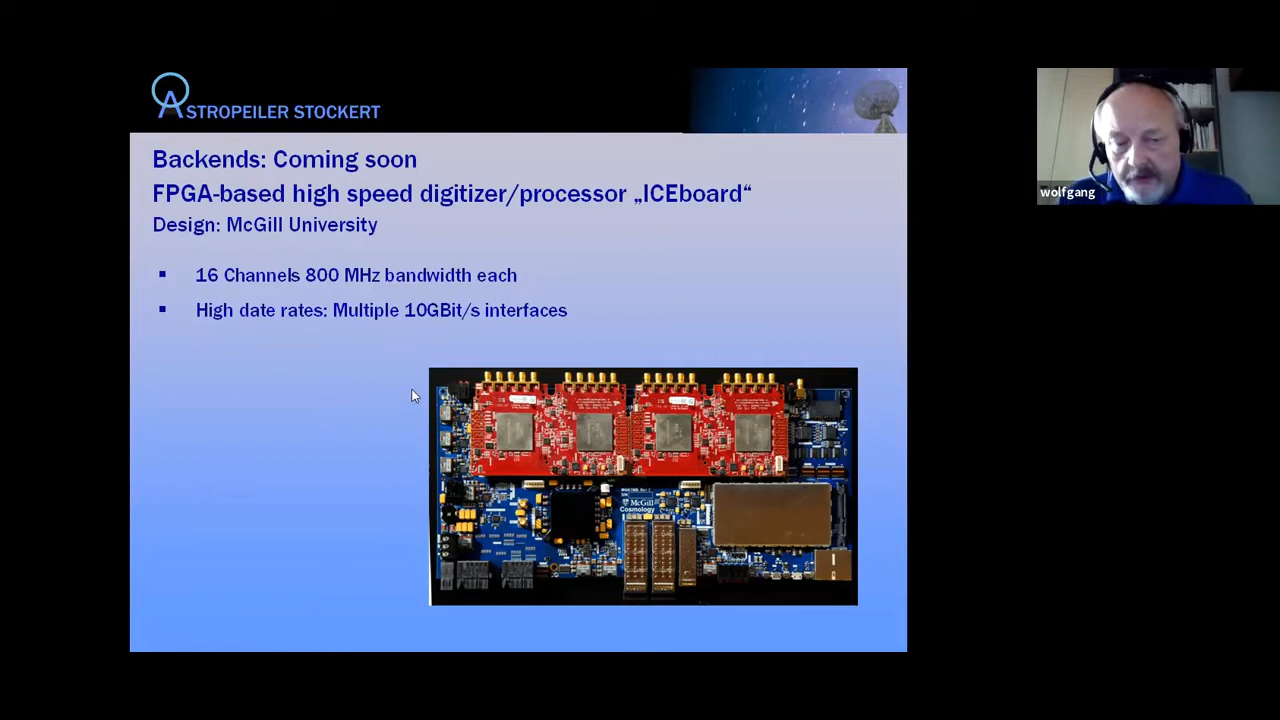 ASTROPEILER STOCKERT
Backends: Coming soon
FPGA-based high speed digitizer/processor „ICEboard“
Design: McGill University
▪ 16 Channels 800 MHz bandwidth each
▪ High date rates: Multiple 10GBit/s interfaces
McGill
Cosmology
wolfgang